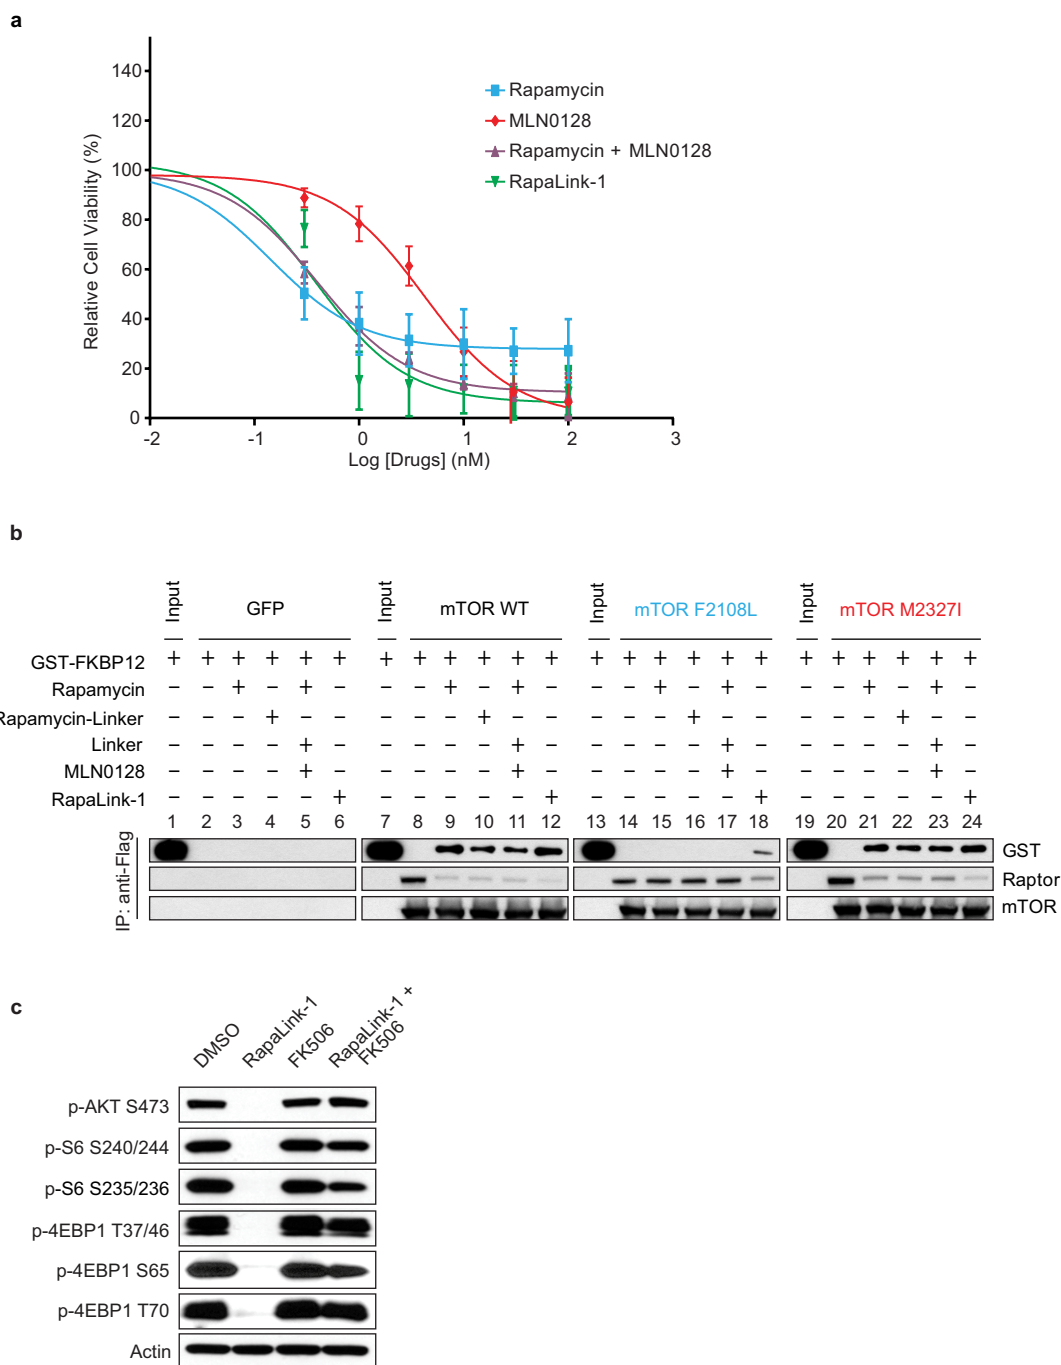 a
140
120
100
80
60
40
20
0
Relative Cell Viability (%)
-2 -1 0 1 2 3
Log [Drugs] (nM)
Rapamycin
MLN0128
Rapamycin + MLN0128
RapaLink-1
b
Input GFP Input mTOR WT Input mTOR F2108L Input mTOR M2327I
GST-FKBP12 + + + + + + + + + + + + + + + + + + + + + + + +
Rapamycin – – + – + – – – + – + – – – + – + – – – + – + –
Rapamycin-Linker – – – + – – – – – + – – – – – + – – – – – + – –
Linker – – – – + – – – – – + – – – – – + – – – – – + –
MLN0128 – – – – + – – – – – + – – – – – + – – – – – + –
RapaLink-1 – – – – – + – – – – – + – – – – – + – – – – – +
1 2 3 4 5 6 7 8 9 10 11 12 13 14 15 16 17 18 19 20 21 22 23 24
IP: anti-Flag
GST
Raptor
mTOR
c
DMSO
RapaLink-1
FK506
RapaLink-1 +
FK506
p-AKT S473
p-S6 S240/244
p-S6 S235/236
p-4EBP1 T37/46
p-4EBP1 S65
p-4EBP1 T70
Actin